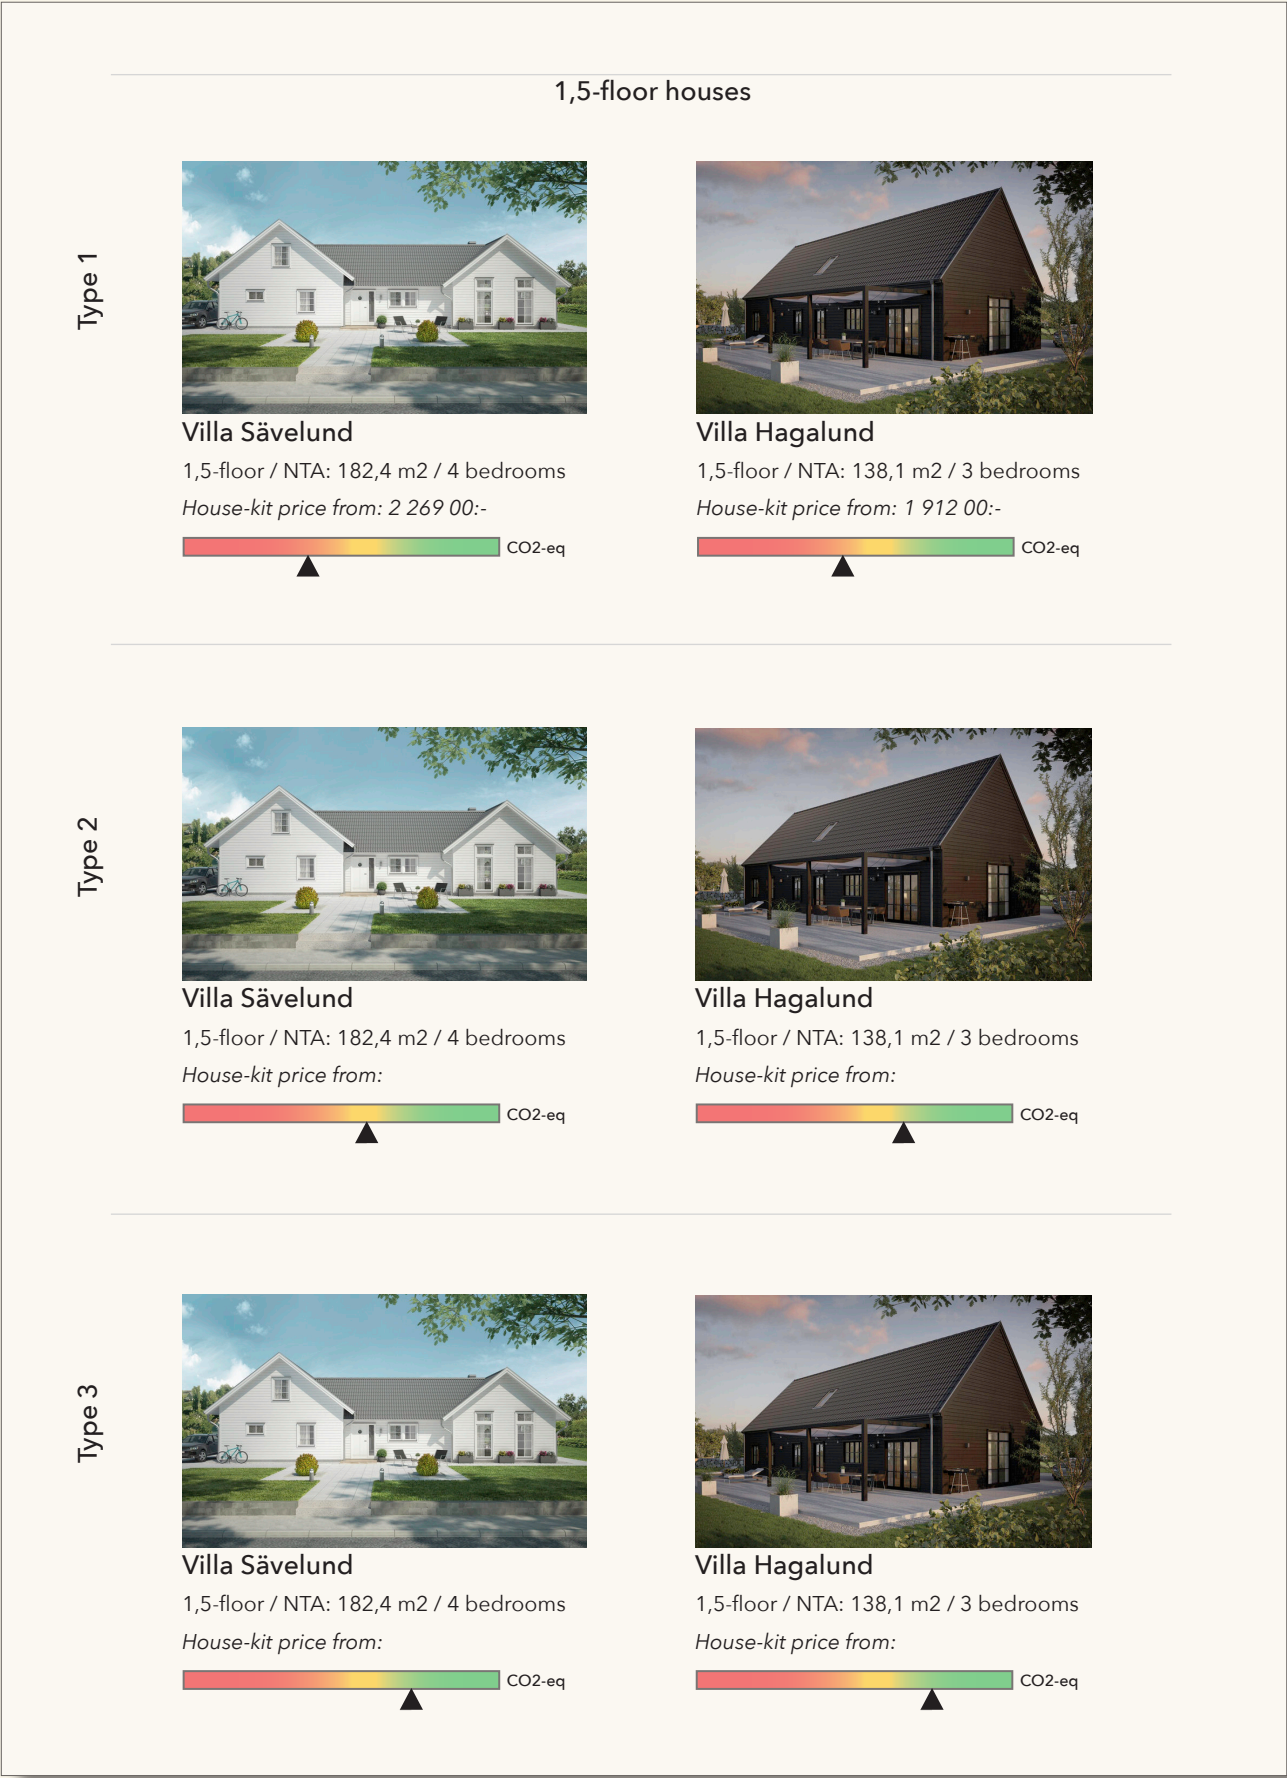 1,5-floor houses
Type 1
Villa Sävelund
1,5-floor / NTA: 182,4 m2 / 4 bedrooms
House-kit price from: 2 269 00:-
CO2-eq
Villa Hagalund
1,5-floor / NTA: 138,1 m2 / 3 bedrooms
House-kit price from: 1 912 00:-
CO2-eq
Type 2
Villa Sävelund
1,5-floor / NTA: 182,4 m2 / 4 bedrooms
House-kit price from:
CO2-eq
Villa Hagalund
1,5-floor / NTA: 138,1 m2 / 3 bedrooms
House-kit price from:
CO2-eq
Type 3
Villa Sävelund
1,5-floor / NTA: 182,4 m2 / 4 bedrooms
House-kit price from:
CO2-eq
Villa Hagalund
1,5-floor / NTA: 138,1 m2 / 3 bedrooms
House-kit price from:
CO2-eq